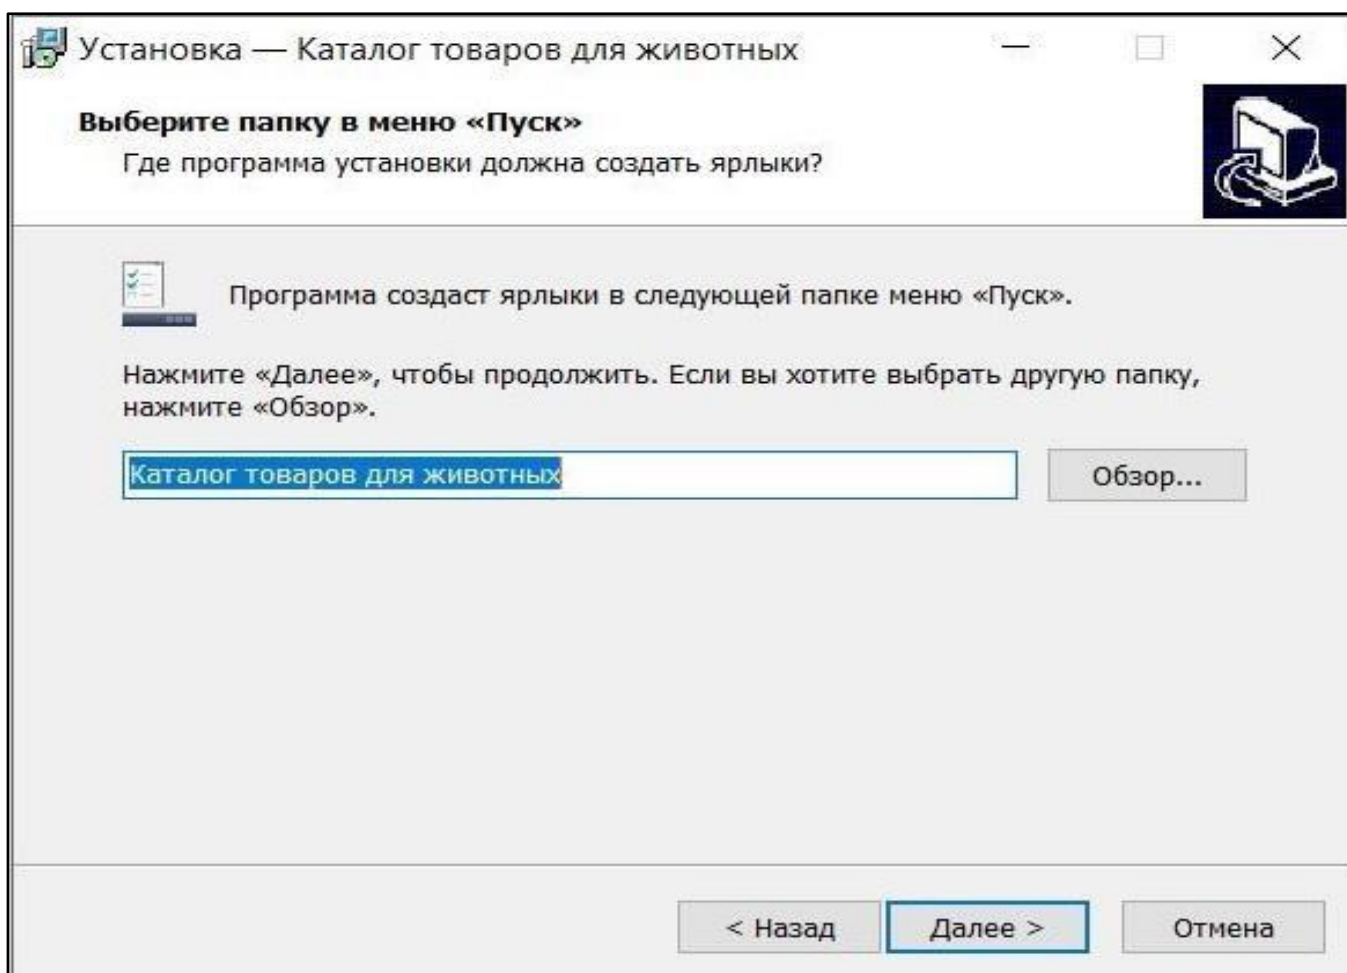 Установка — Каталог товаров для животных
Выберите папку в меню «Пуск»
Где программа установки должна создать ярлыки?
Программа создаст ярлыки в следующей папке меню «Пуск».
Нажмите «Далее», чтобы продолжить. Если вы хотите выбрать другую папку,
нажмите «Обзор».
Каталог товаров для животных
Обзор...
< Назад
Далее >
Отмена